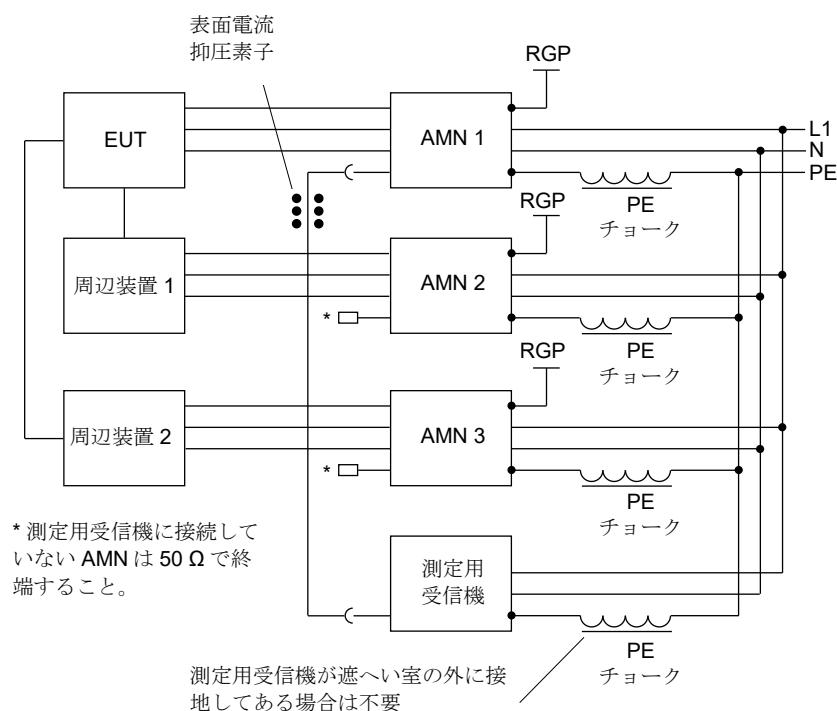 表面電流
抑圧素子
RGP
EUT
AMN 1
L1
N
PE
PE
チョーク
RGP
周辺装置 1
AMN 2
*
PE
チョーク
RGP
周辺装置 2
AMN 3
*
PE
チョーク
* 測定用受信機に接続して
いない AMN は 50 Ω で終
端すること。
測定用
受信機
PE
チョーク
測定用受信機が遮へい室の外に接
地してある場合は不要